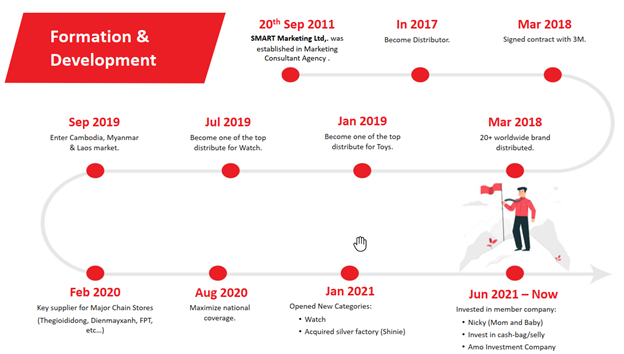 Formation &
Development
20th Sep 2011
SMART Marketing Ltd,. was
established in Marketing
Consultant Agency .
In 2017
Become Distributor.
Mar 2018
Signed contract with 3M.
Sep 2019
Enter Cambodia, Myanmar
& Laos market.
Jul 2019
Become one of the top
distribute for Watch.
Jan 2019
Become one of the top
distribute for Toys.
Mar 2018
20+ worldwide brand
distributed.
Feb 2020
Key supplier for Major Chain Stores
(Thegioididong, Dienmayxanh, FPT,
etc...)
Aug 2020
Maximize national
coverage.
Jan 2021
Opened New Categories:
• Watch
• Acquired silver factory (Shinie)
Jun 2021 – Now
Invested in member company:
• Nicky (Mom and Baby)
• Invest in cash-bag/selly
• Amo Investment Company